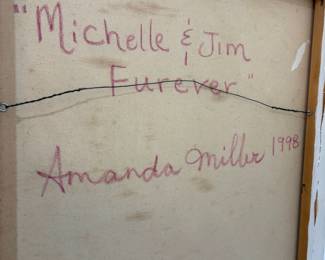 "Michelle & Jim
Furever"
Amanda Miller 1998